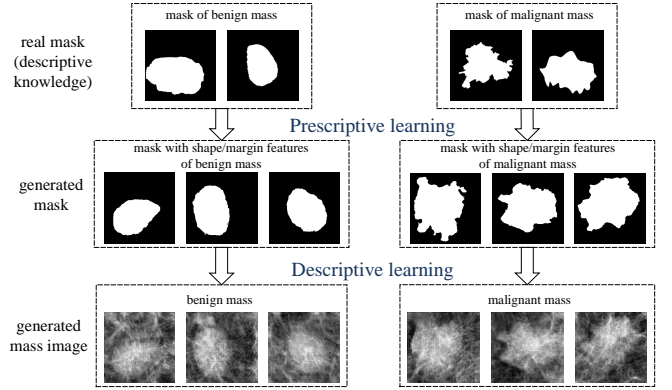 mask of benign mass
mask of malignant mass
real mask
(descriptive
knowledge)
Prescriptive learning
mask with shape/margin features
of benign mass
mask with shape/margin features
of malignant mass
generated
mask
Descriptive learning
benign mass
malignant mass
generated
mass image